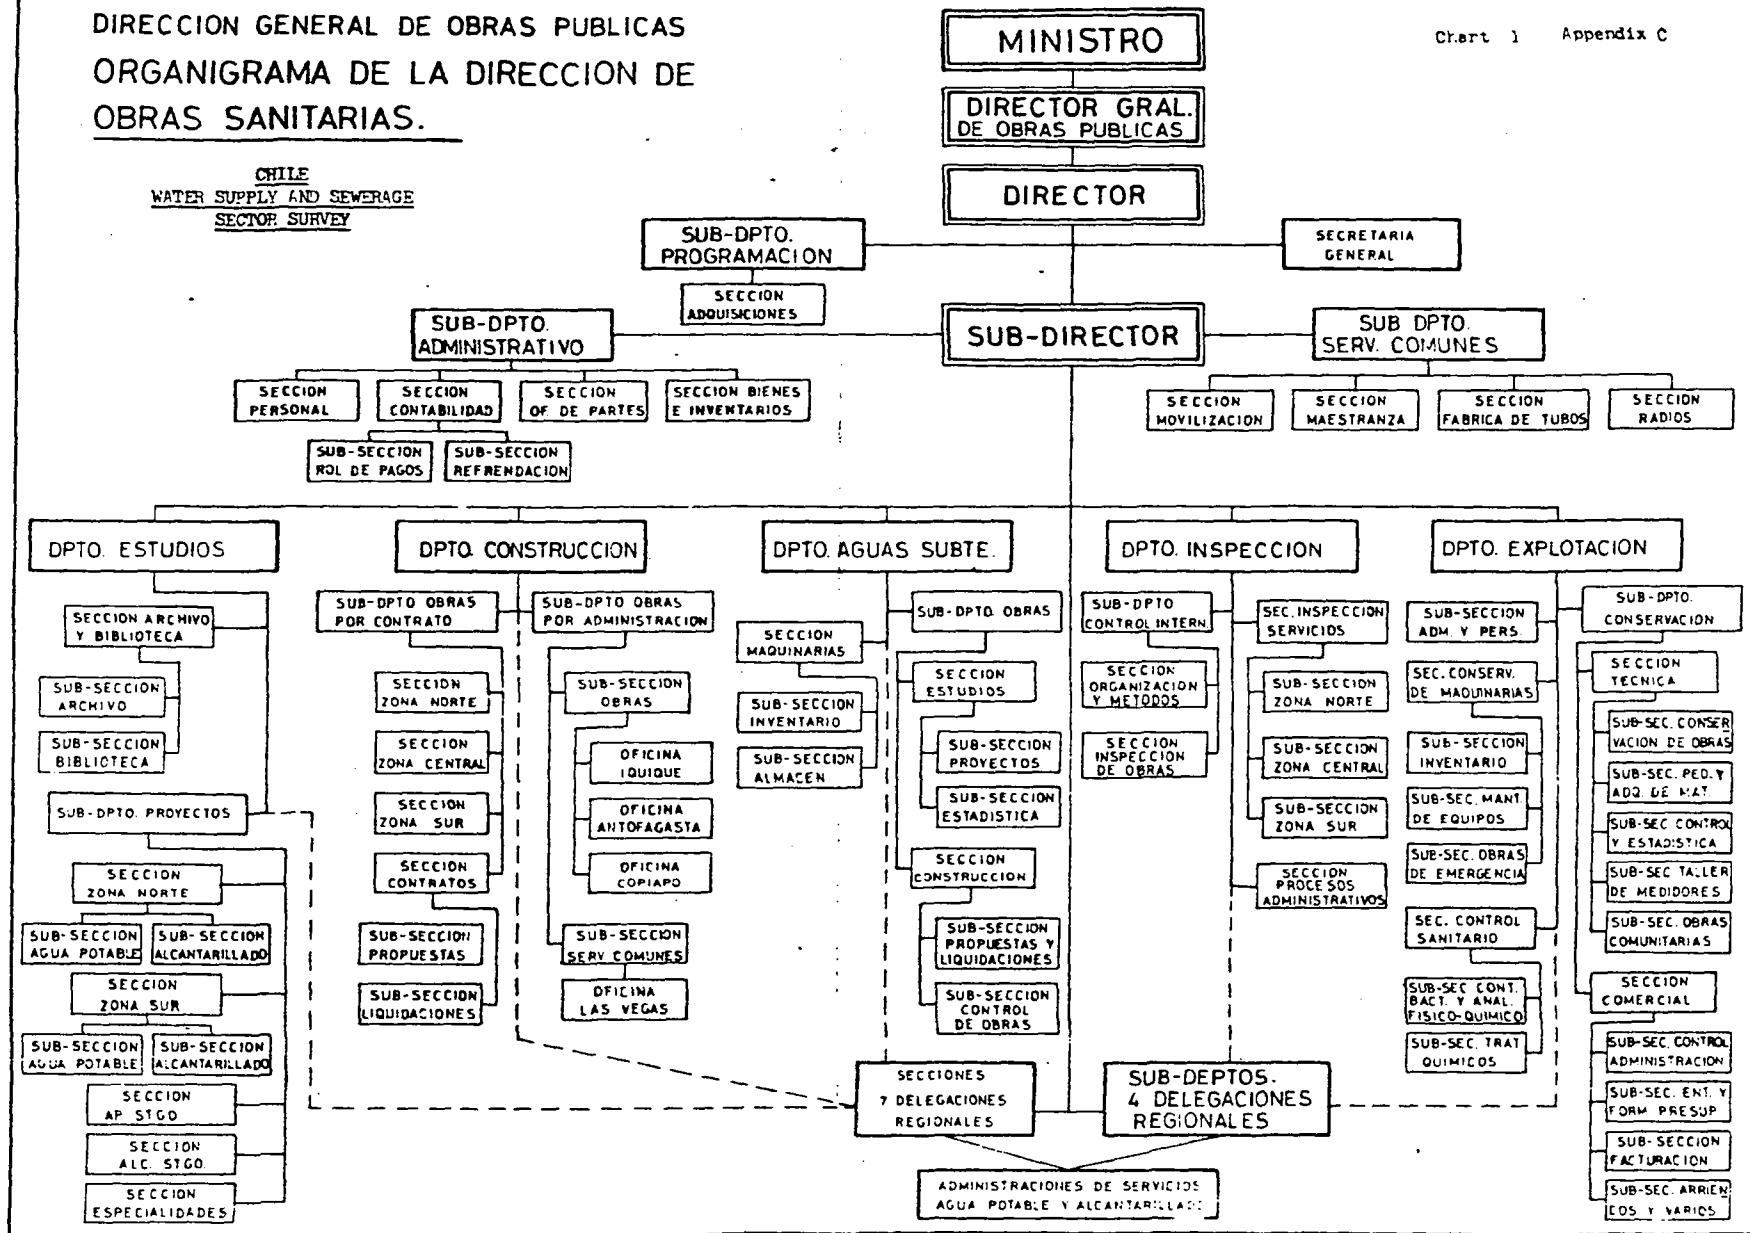 DIRECCION GENERAL DE OBRAS PUBLICAS
ORGANIGRAMA DE LA DIRECCION DE
OBRAS SANITARIAS.
CHILE
WATER SUPPLY AND SEWERAGE
SECTOR SURVEY
Chart 1 Appendix C
MINISTRO
DIRECTOR GRAL.
DE OBRAS PUBLICAS
DIRECTOR
SUB-DPTO.
PROGRAMACION
SECRETARIA
GENERAL
SECCION
ADQUISICIONES
SUB-DPTO.
ADMINISTRATIVO
SUB-DIRECTOR
SUB DPTO.
SERV. COMUNES
SECCION
PERSONAL
SECCION
CONTABILIDAD
SECCION
OF. DE PARTES
SECCION BIENES
E INVENTARIOS
SECCION
MOVILIZACION
SECCION
MAESTRANZA
SECCION
FABRICA DE TUBOS
SECCION
RADIOS
SUB-SECCION
ROL DE PAGOS
SUB-SECCION
REFRENDACION
DPTO. ESTUDIOS
SECCION ARCHIVO
Y BIBLIOTECA
SUB-SECCION
ARCHIVO
SUB-SECCION
BIBLIOTECA
SUB-DPTO. PROYECTOS
SECCION
ZONA NORTE
SUB-SECCION
AGUA POTABLE
SUB-SECCION
ALCANTARILLADO
SECCION
ZONA SUR
SUB-SECCION
AGUA POTABLE
SUB-SECCION
ALCANTARILLADO
SECCION
AP. STGO
SECCION
ALC. STGO.
SECCION
ESPECIALIDADES
DPTO. CONSTRUCCION
SUB-DPTO OBRAS
POR CONTRATO
SECCION
ZONA NORTE
SECCION
ZONA CENTRAL
SECCION
ZONA SUR
SECCION
CONTRATOS
SUB-SECCION
PROPUESTAS
SUB-SECCION
LIQUIDACIONES
SUB-DPTO OBRAS
POR ADMINISTRACION
SUB-SECCION
OBRAS
OFICINA
IQUIQUE
OFICINA
ANTOFAGASTA
OFICINA
COPIAPO
SUB-SECCION
SERV COMUNES
OFICINA
LAS VEGAS
DPTO. AGUAS SUBTE.
SECCION
MAQUINARIAS
SUB-SECCION
INVENTARIO
SUB-SECCION
ALMACEN
SUB-DPTO. OBRAS
SECCION
ESTUDIOS
SUB-SECCION
PROYECTOS
SUB-SECCION
ESTADISTICA
SECCION
CONSTRUCCION
SUB-SECCION
PROPUESTAS Y
LIQUIDACIONES
SUB-SECCION
CONTROL
DE OBRAS
DPTO. INSPECCION
SUB-DPTO
CONTROL INTERN.
SECCION
ORGANIZACION
Y METODOS
SECCION
INSPECCION
DE OBRAS
SEC. INSPECCION
SERVICIOS
SUB-SECCION
ZONA NORTE
SUB-SECCION
ZONA CENTRAL
SUB-SECCION
ZONA SUR
SECCION
PROCESOS
ADMINISTRATIVOS
DPTO. EXPLOTACION
SUB-SECCION
ADM. Y PERS.
SEC. CONSERV.
DE MAQUINARIAS
SUB-SECCION
INVENTARIO
SUB-SEC. MANT.
DE EQUIPOS
SUB-SEC. OBRAS
DE EMERGENCIA
SEC. CONTROL
SANITARIO
SUB-SEC CONT.
BACT. Y ANAL.
FISICO-QUIMICO
SUB-SEC. TRAT
QUIMICOS
SUB-DPTO.
CONSERVACION
SECCION
TECNICA
SUB-SEC. CONSER
VACION DE OBRAS
SUB-SEC. PED. Y
ADQ. DE MAT.
SUB-SEC CONTROL
Y ESTADISTICA
SUB-SEC TALLER
DE MEDIDORES
SUB-SEC. OBRAS
COMUNITARIAS
SECCION
COMERCIAL
SUB-SEC. CONTROL
ADMINISTRACION
SUB-SEC. ENT. Y
FORM PRESUP
SUB-SECCION
FACTURACION
SUB-SEC. ARRIEN
DOS Y VARIOS
SECCIONES
7 DELEGACIONES
REGIONALES
SUB-DEPTOS.
4 DELEGACIONES
REGIONALES
ADMINISTRACIONES DE SERVICIOS
AGUA POTABLE Y ALCANTARILLADO